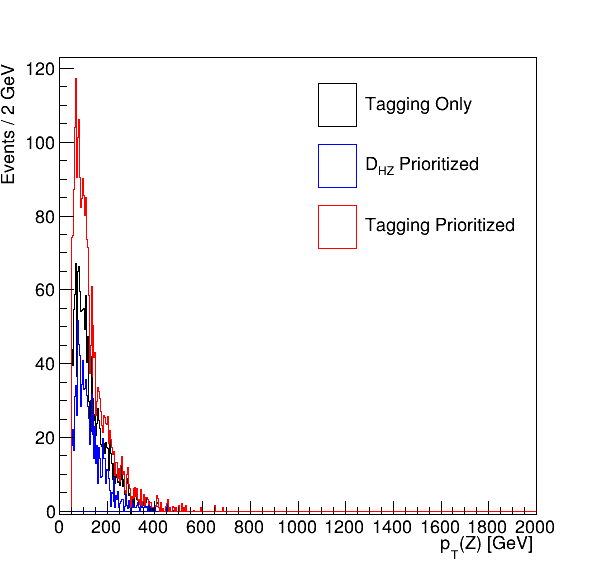 Events / 2 GeV
120
100
80
60
40
20
0
Tagging Only
D_HZ Prioritized
Tagging Prioritized
0 200 400 600 800 1000 1200 1400 1600 1800 2000
p_T(Z) [GeV]